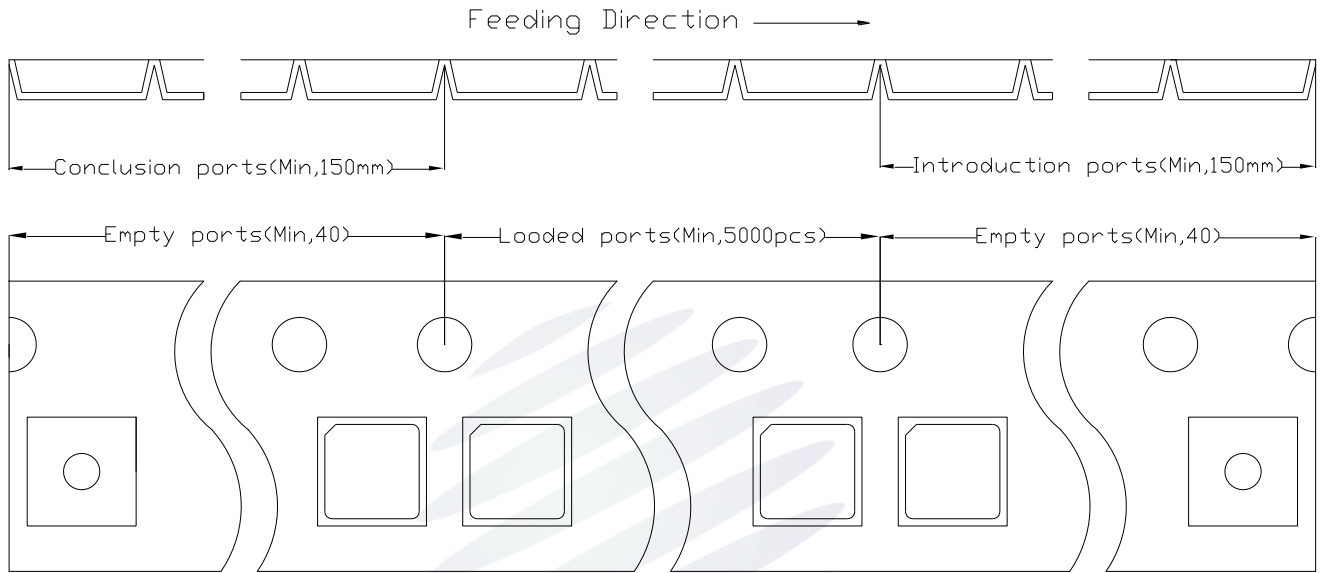 Feeding Direction
Conclusion ports(Min,150mm)
Introduction ports(Min,150mm)
Empty ports(Min,40)
Looded ports(Min,5000pcs)
Empty ports(Min,40)